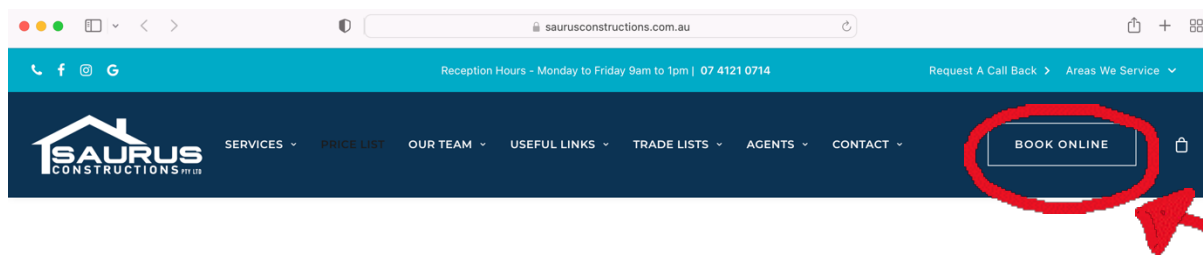 saurusconstructions.com.au
Reception Hours - Monday to Friday 9am to 1pm | 07 4121 0714
Request A Call Back
Areas We Service
SAURUS
CONSTRUCTIONS PTY LTD
SERVICES
PRICE LIST
OUR TEAM
USEFUL LINKS
TRADE LISTS
AGENTS
CONTACT
BOOK ONLINE